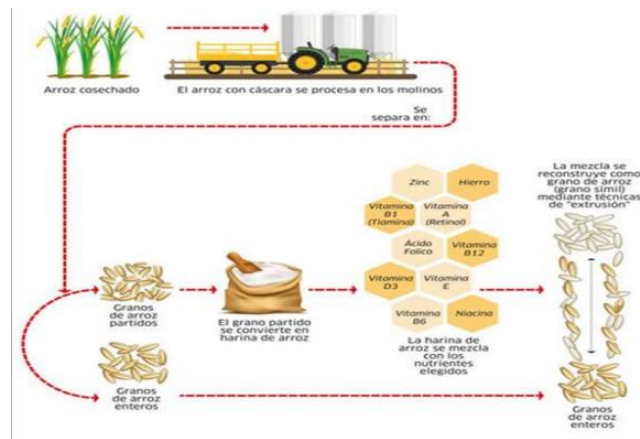 Arroz cosechado
El arroz con cáscara se procesa en los molinos
Se
separa en:
Granos
de arroz
partidos
El grano partido
se convierte en
harina de arroz
Zinc
Hierro
Vitamina
B1
(Tiamina)
Vitamina
A
(Retinol)
Ácido
Folico
Vitamina
B12
Vitamina
D3
Vitamina
E
Vitamina
B6
Niacina
La harina de
arroz se mezcla
con los
nutrientes
elegidos
La mezcla se
reconstruye como
grano de arroz
(grano símil)
mediante técnicas
de "extrusión"
Granos
de arroz
enteros
Granos
de arroz
enteros